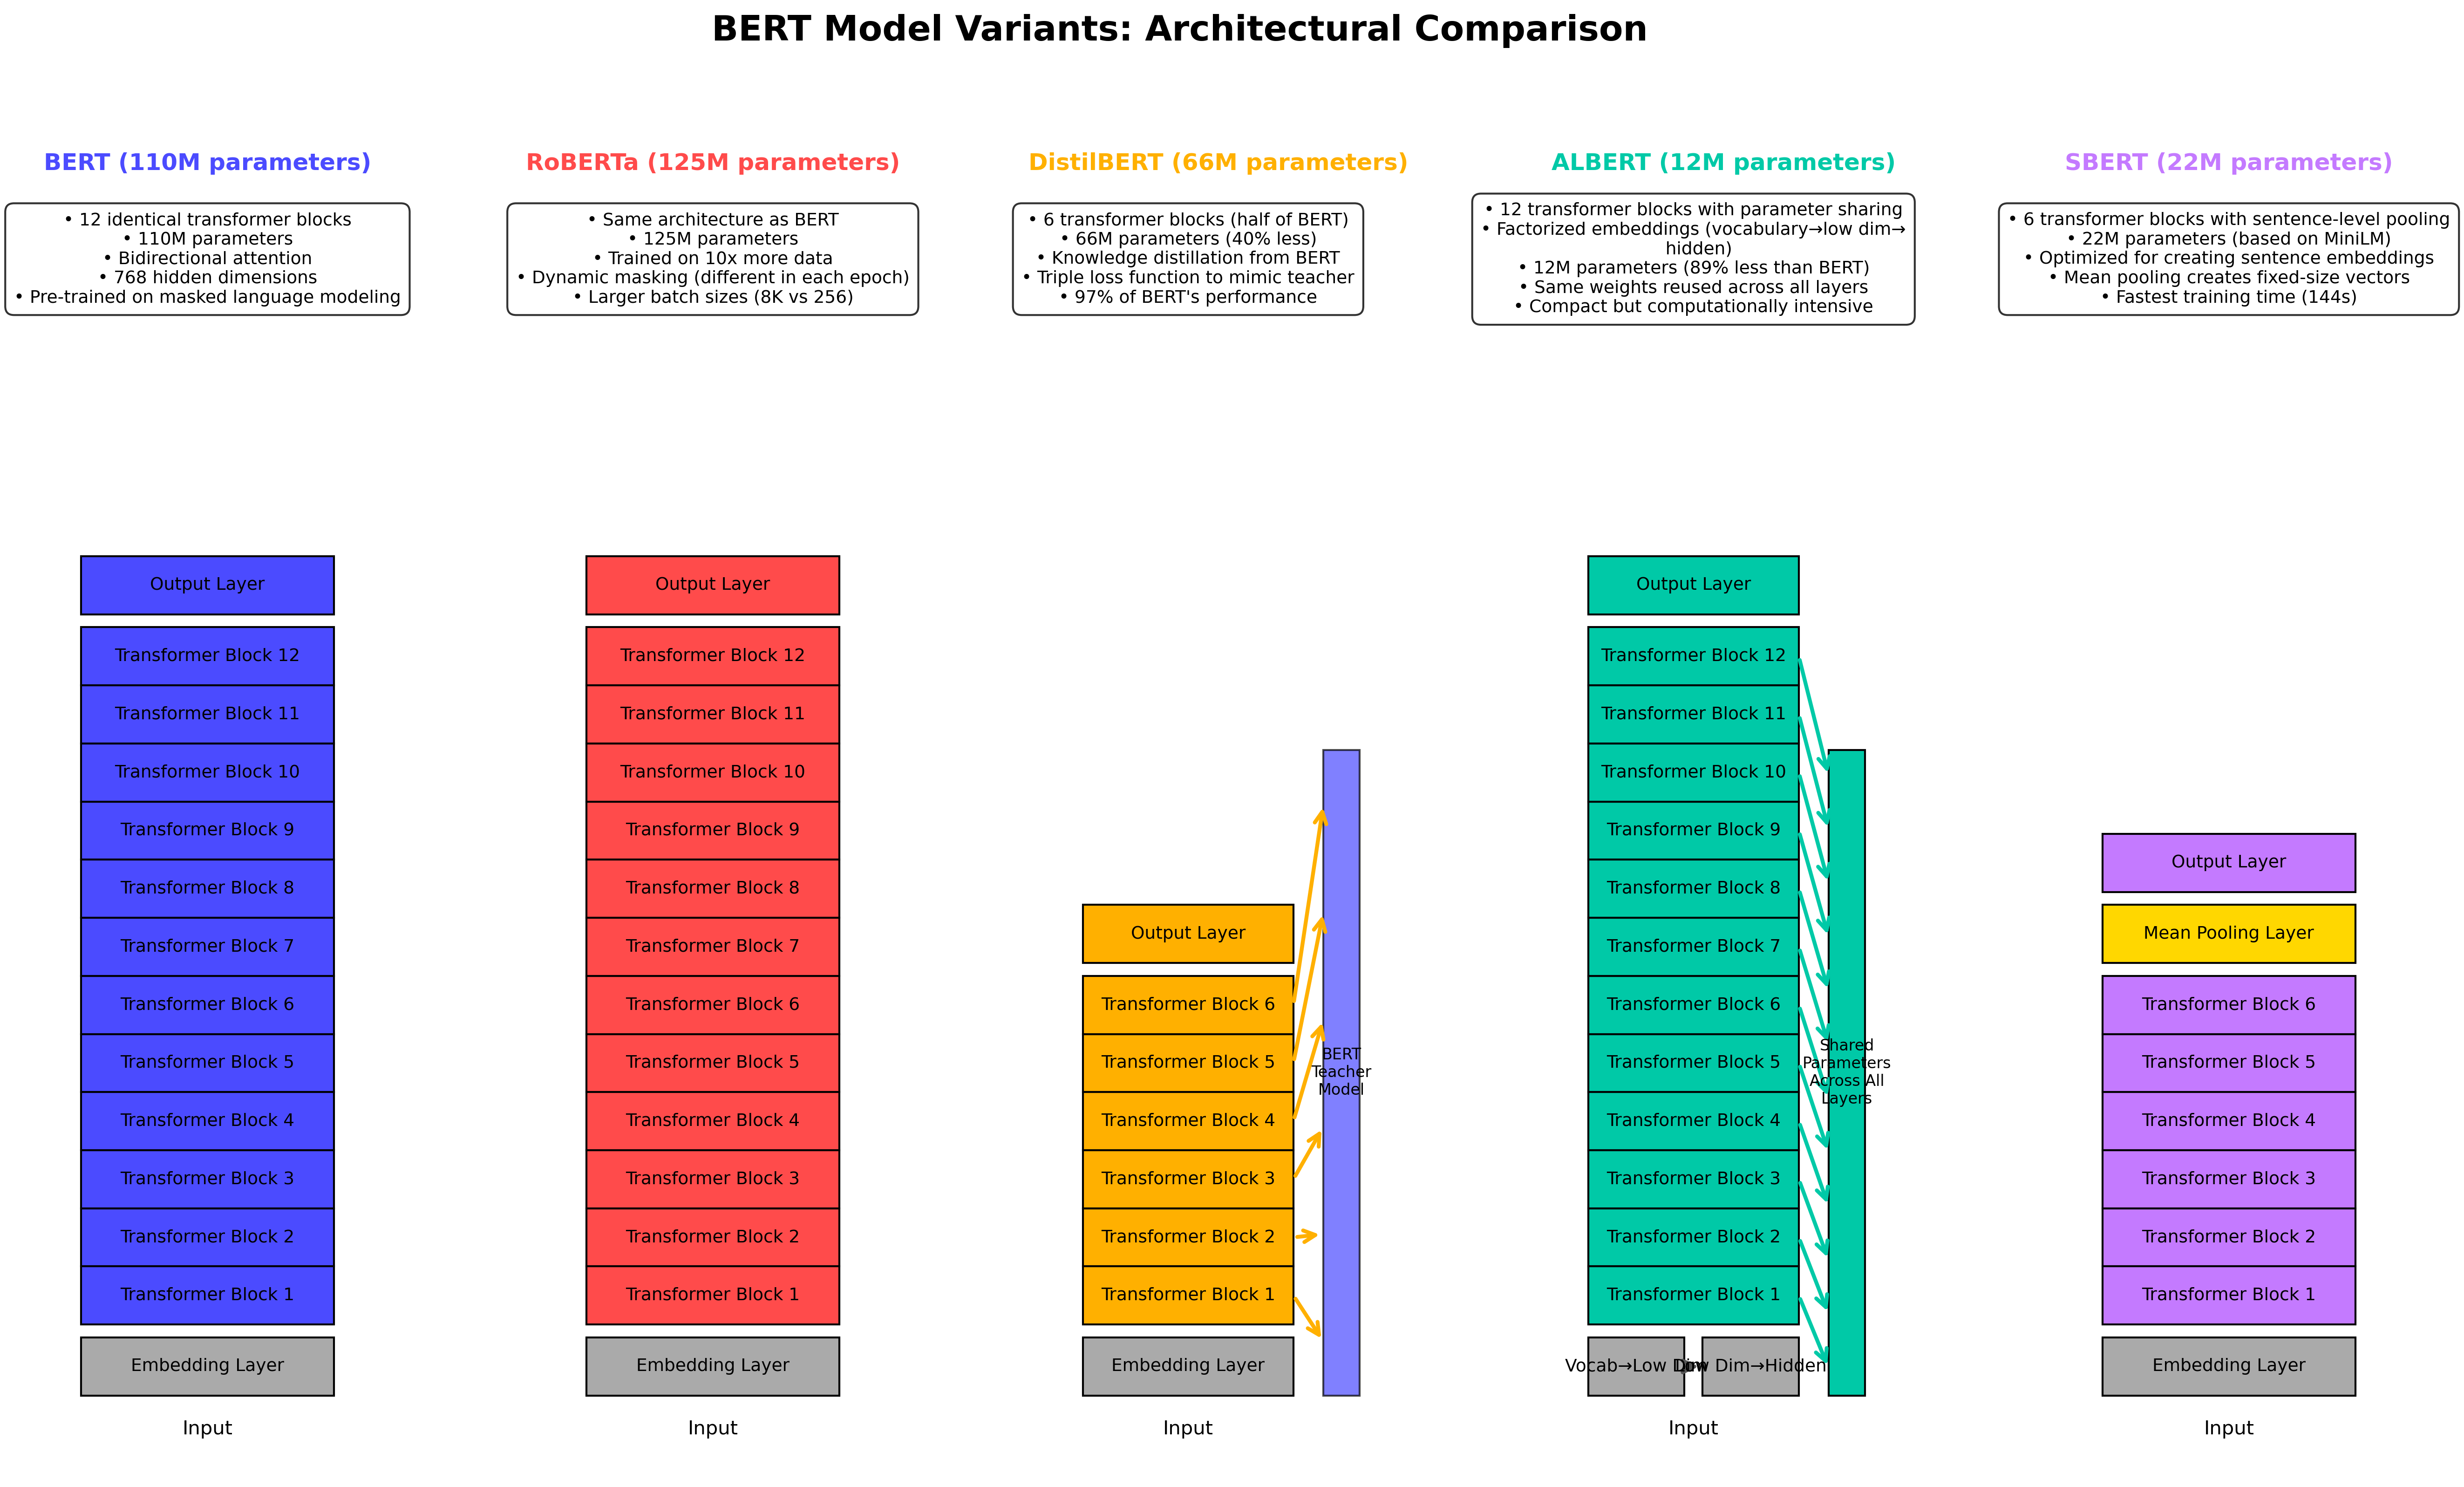 BERT Model Variants: Architectural Comparison
BERT (110M parameters)
• 12 identical transformer blocks
• 110M parameters
• Bidirectional attention
• 768 hidden dimensions
• Pre-trained on masked language modeling
Output Layer
Transformer Block 12
Transformer Block 11
Transformer Block 10
Transformer Block 9
Transformer Block 8
Transformer Block 7
Transformer Block 6
Transformer Block 5
Transformer Block 4
Transformer Block 3
Transformer Block 2
Transformer Block 1
Embedding Layer
Input
RoBERTa (125M parameters)
• Same architecture as BERT
• 125M parameters
• Trained on 10x more data
• Dynamic masking (different in each epoch)
• Larger batch sizes (8K vs 256)
Output Layer
Transformer Block 12
Transformer Block 11
Transformer Block 10
Transformer Block 9
Transformer Block 8
Transformer Block 7
Transformer Block 6
Transformer Block 5
Transformer Block 4
Transformer Block 3
Transformer Block 2
Transformer Block 1
Embedding Layer
Input
DistilBERT (66M parameters)
• 6 transformer blocks (half of BERT)
• 66M parameters (40% less)
• Knowledge distillation from BERT
• Triple loss function to mimic teacher
• 97% of BERT's performance
Output Layer
Transformer Block 6
Transformer Block 5
Transformer Block 4
Transformer Block 3
Transformer Block 2
Transformer Block 1
Embedding Layer
Input
BERT
Teacher
Model
ALBERT (12M parameters)
• 12 transformer blocks with parameter sharing
• Factorized embeddings (vocabulary→low dim→
hidden)
• 12M parameters (89% less than BERT)
• Same weights reused across all layers
• Compact but computationally intensive
Output Layer
Transformer Block 12
Transformer Block 11
Transformer Block 10
Transformer Block 9
Transformer Block 8
Transformer Block 7
Transformer Block 6
Transformer Block 5
Transformer Block 4
Transformer Block 3
Transformer Block 2
Transformer Block 1
Vocab→Low Dim
Low Dim→Hidden
Input
Shared
Parameters
Across All
Layers
SBERT (22M parameters)
• 6 transformer blocks with sentence-level pooling
• 22M parameters (based on MiniLM)
• Optimized for creating sentence embeddings
• Mean pooling creates fixed-size vectors
• Fastest training time (144s)
Output Layer
Mean Pooling Layer
Transformer Block 6
Transformer Block 5
Transformer Block 4
Transformer Block 3
Transformer Block 2
Transformer Block 1
Embedding Layer
Input